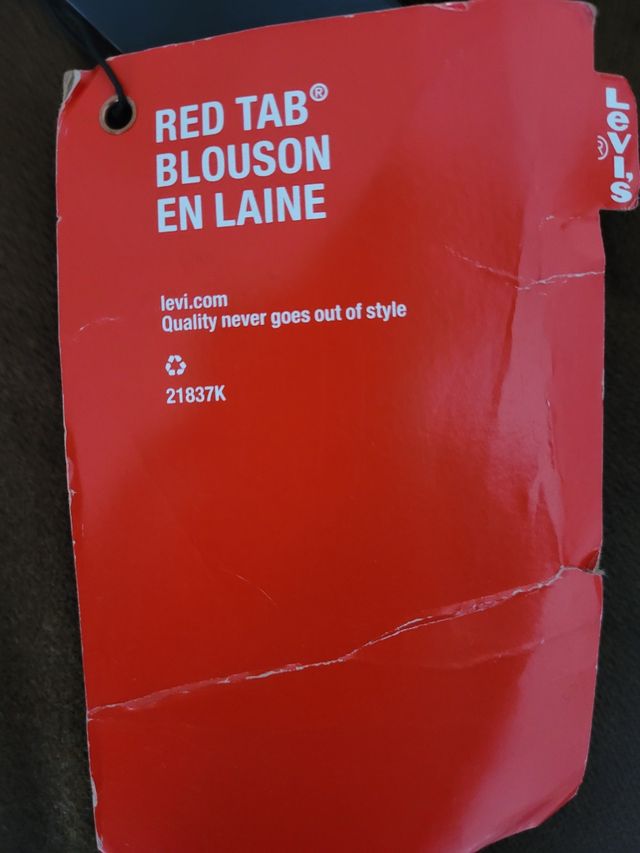 RED TAB®
BLOUSON
EN LAINE
Levi's
®
levi.com
Quality never goes out of style
21837K